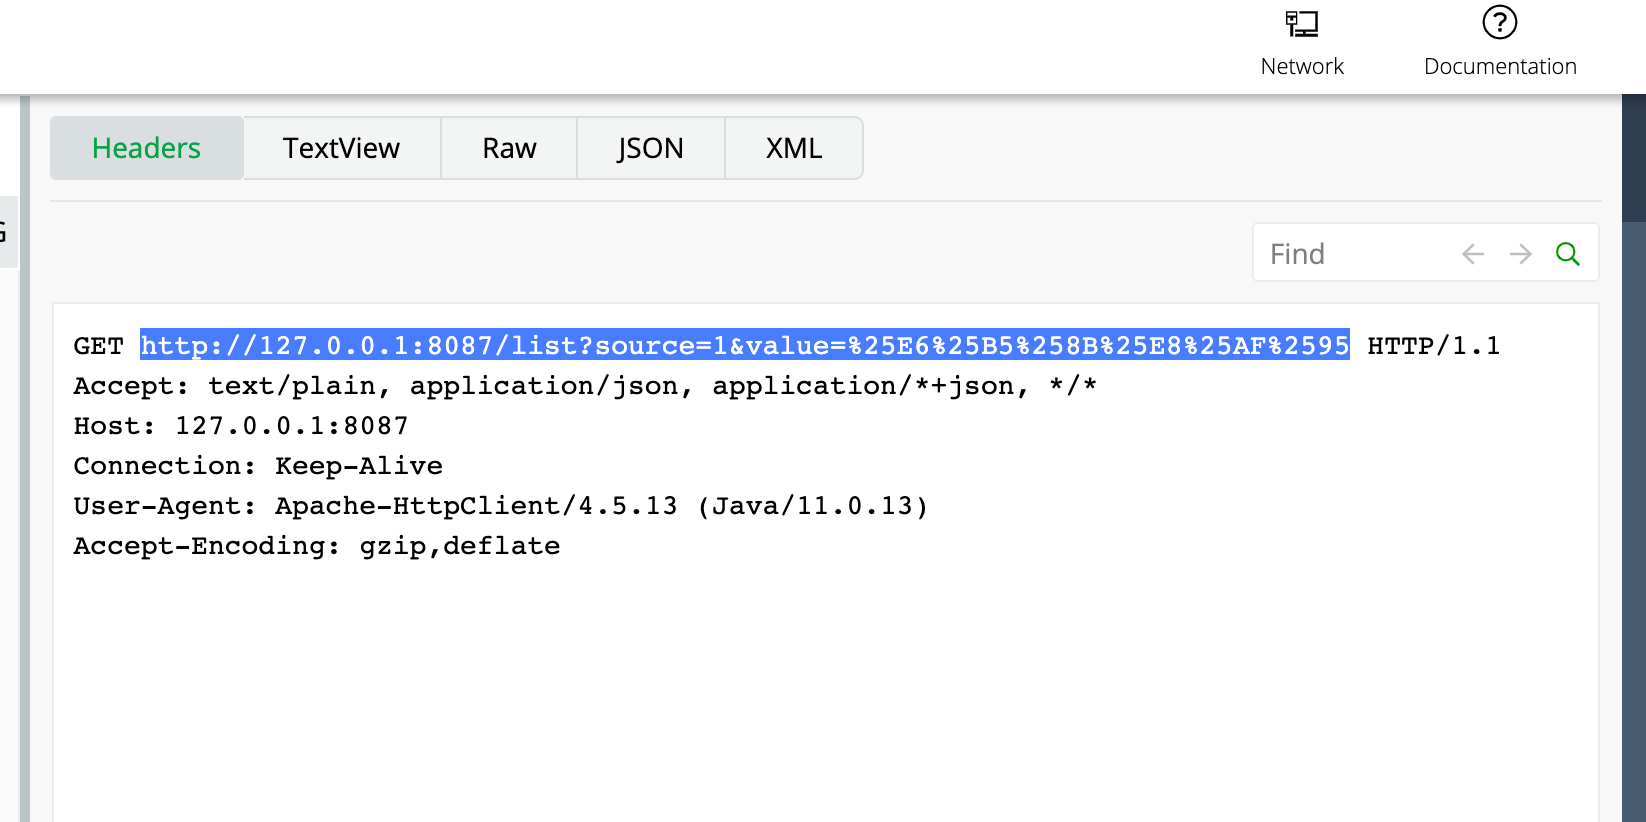 Network
Documentation
Headers
TextView
Raw
JSON
XML
Find
GET http://127.0.0.1:8087/list?source=1&value=%25E6%25B5%258B%25E8%25AF%2595 HTTP/1.1
Accept: text/plain, application/json, application/*+json, */*
Host: 127.0.0.1:8087
Connection: Keep-Alive
User-Agent: Apache-HttpClient/4.5.13 (Java/11.0.13)
Accept-Encoding: gzip,deflate